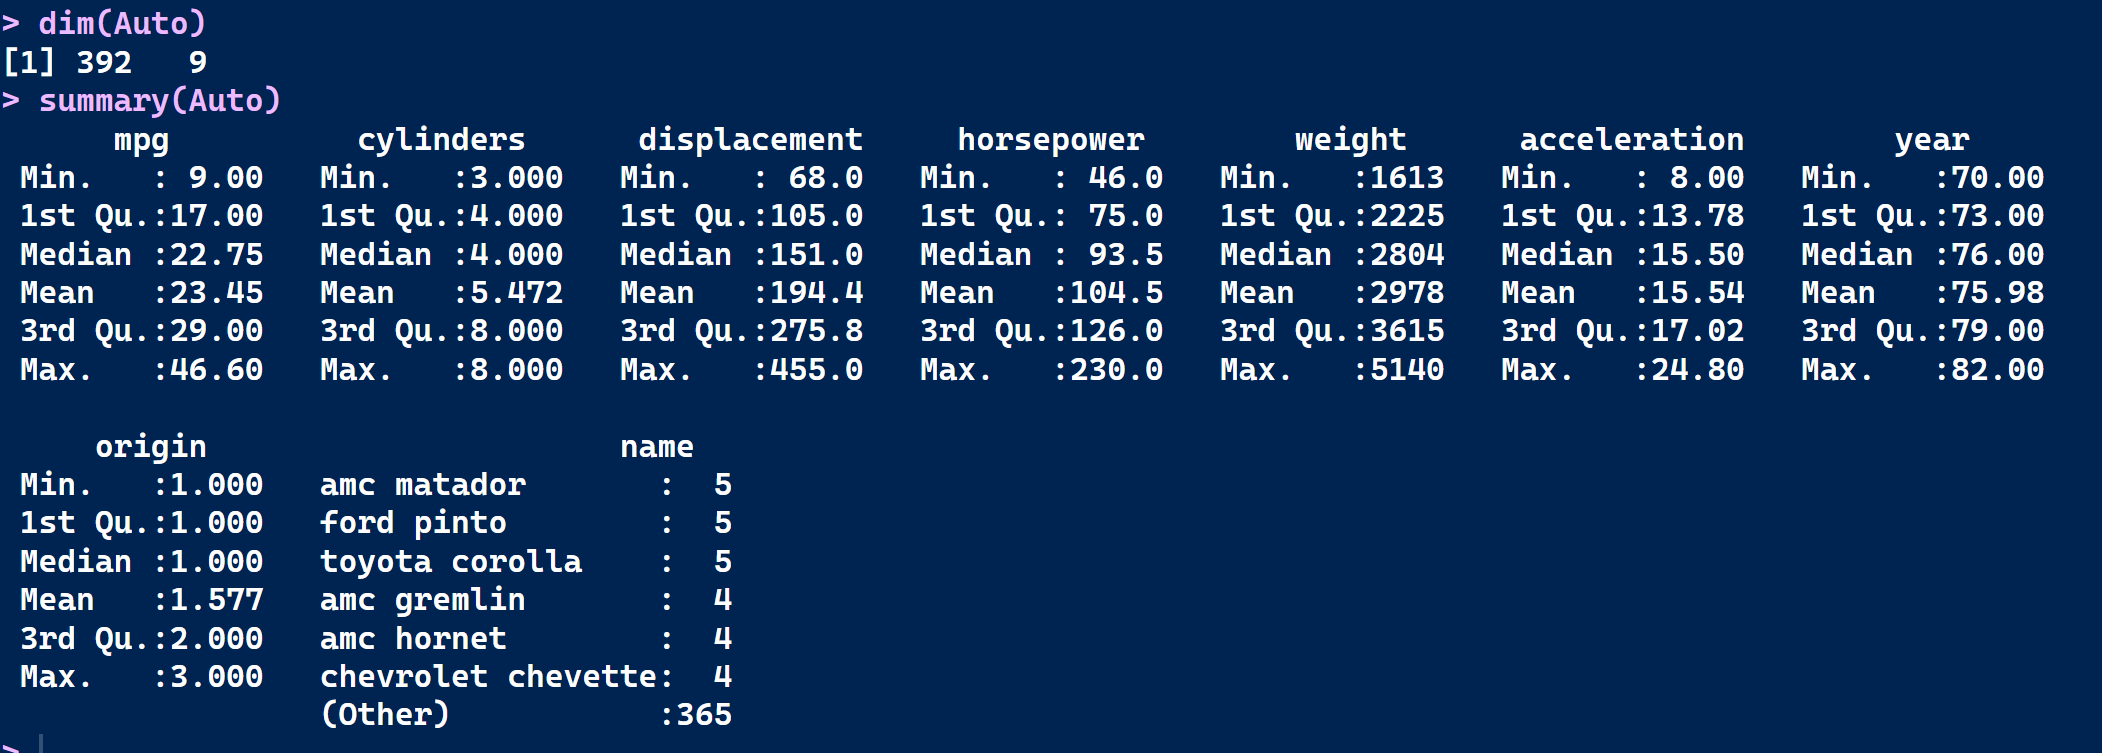 > dim(Auto)
[1] 392   9
> summary(Auto)
      mpg          cylinders      displacement     horsepower        weight      acceleration        year
 Min.   : 9.00   Min.   :3.000   Min.   : 68.0   Min.   : 46.0   Min.   :1613   Min.   : 8.00   Min.   :70.00
 1st Qu.:17.00   1st Qu.:4.000   1st Qu.:105.0   1st Qu.: 75.0   1st Qu.:2225   1st Qu.:13.78   1st Qu.:73.00
 Median :22.75   Median :4.000   Median :151.0   Median : 93.5   Median :2804   Median :15.50   Median :76.00
 Mean   :23.45   Mean   :5.472   Mean   :194.4   Mean   :104.5   Mean   :2978   Mean   :15.54   Mean   :75.98
 3rd Qu.:29.00   3rd Qu.:8.000   3rd Qu.:275.8   3rd Qu.:126.0   3rd Qu.:3615   3rd Qu.:17.02   3rd Qu.:79.00
 Max.   :46.60   Max.   :8.000   Max.   :455.0   Max.   :230.0   Max.   :5140   Max.   :24.80   Max.   :82.00
     origin                      name
 Min.   :1.000   amc matador       :  5
 1st Qu.:1.000   ford pinto        :  5
 Median :1.000   toyota corolla    :  5
 Mean   :1.577   amc gremlin       :  4
 3rd Qu.:2.000   amc hornet        :  4
 Max.   :3.000   chevrolet chevette:  4
                 (Other)           :365
>